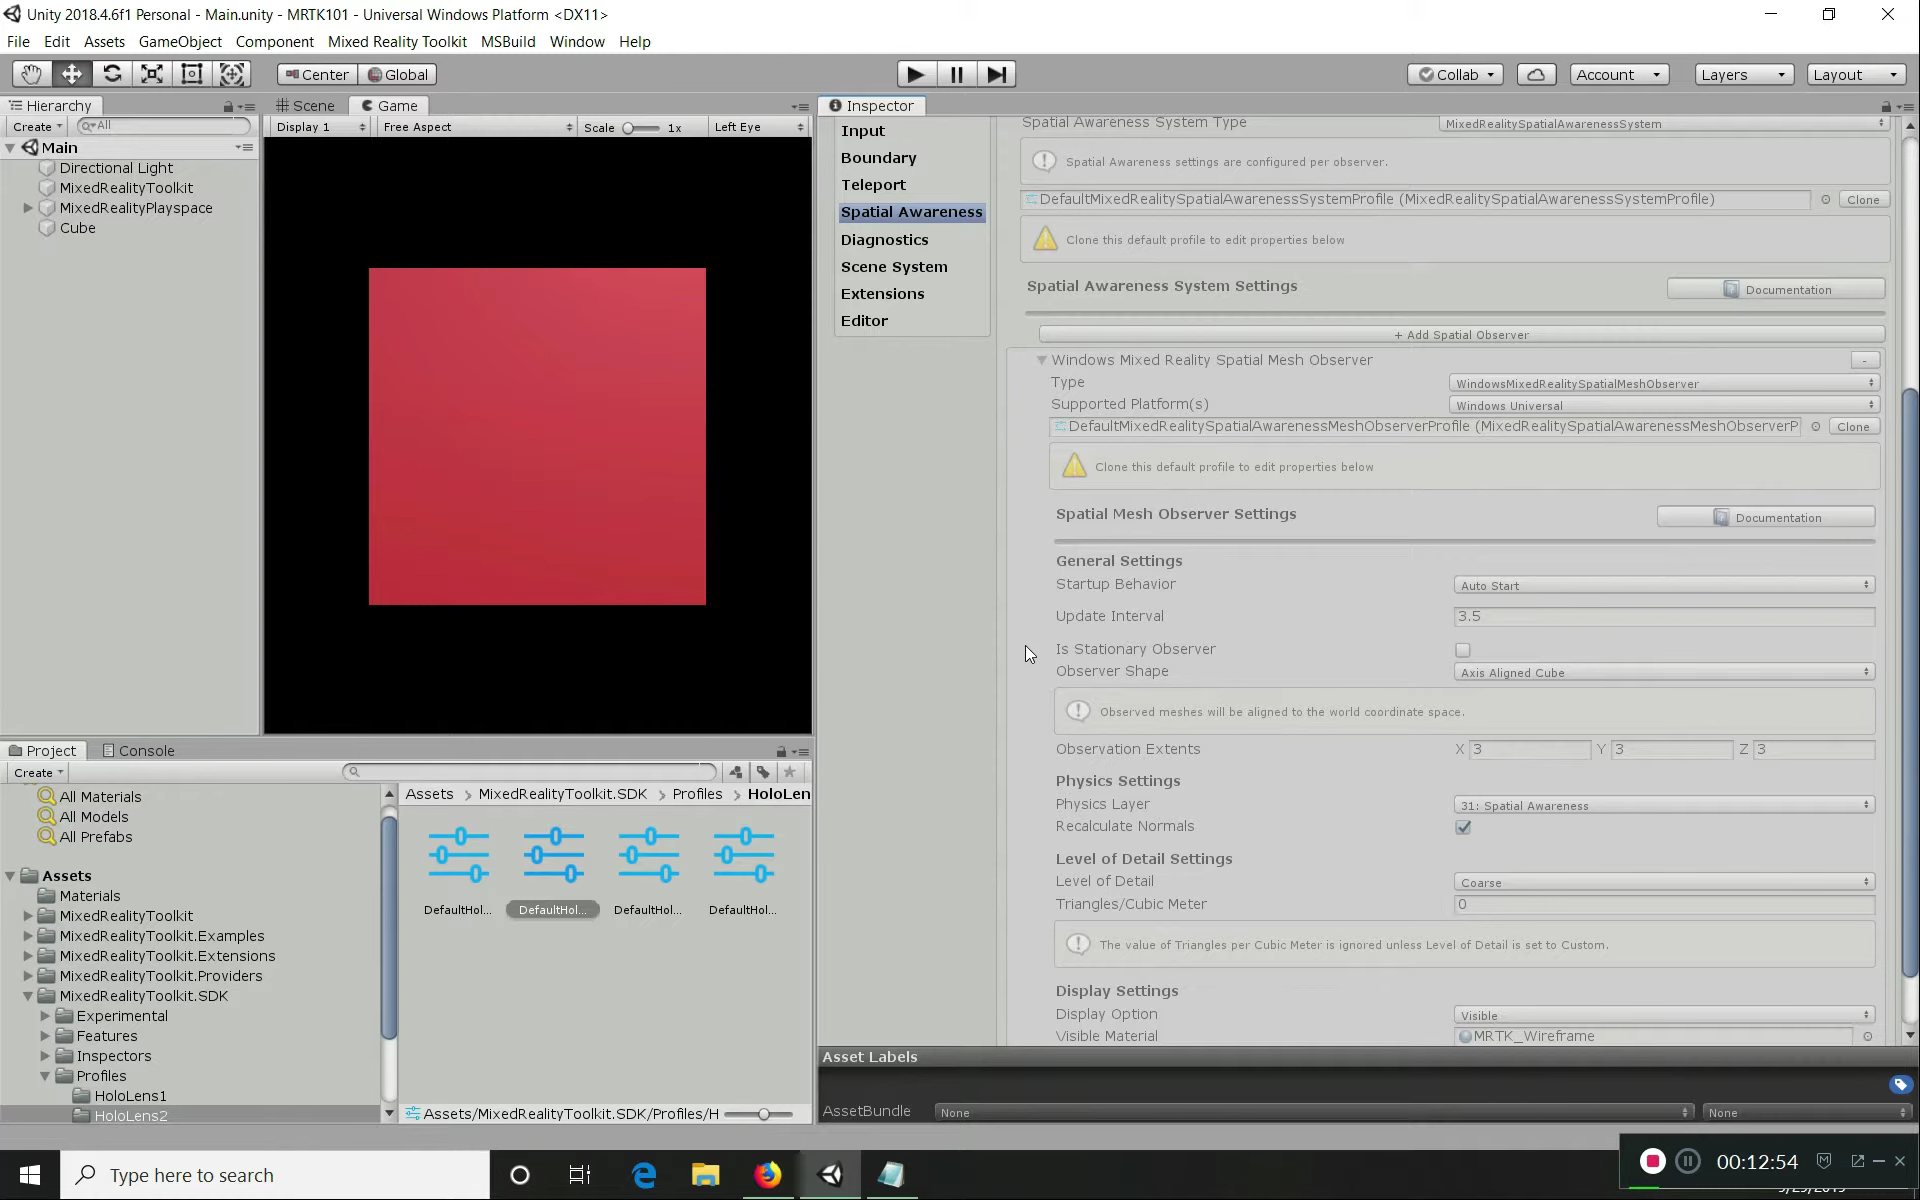 Unity 2018.4.6f1 Personal - Main.unity - MRTK101 - Universal Windows Platform <DX11>
File Edit Assets GameObject Component Mixed Reality Toolkit MSBuild Window Help
Center Global Collab Account Layers Layout
Hierarchy
Create All
Main
Directional Light
MixedRealityToolkit
MixedRealityPlayspace
Cube
Scene Game
Display 1 Free Aspect Scale 1x Left Eye
Inspector
Input
Boundary
Teleport
Spatial Awareness
Diagnostics
Scene System
Extensions
Editor
Spatial Awareness System Type MixedRealitySpatialAwarenessSystem
Spatial Awareness settings are configured per observer.
DefaultMixedRealitySpatialAwarenessSystemProfile (MixedRealitySpatialAwarenessSystemProfile) Clone
Clone this default profile to edit properties below
Spatial Awareness System Settings Documentation
+ Add Spatial Observer
Windows Mixed Reality Spatial Mesh Observer -
Type WindowsMixedRealitySpatialMeshObserver
Supported Platform(s) Windows Universal
DefaultMixedRealitySpatialAwarenessMeshObserverProfile (MixedRealitySpatialAwarenessMeshObserverP Clone
Clone this default profile to edit properties below
Spatial Mesh Observer Settings Documentation
General Settings
Startup Behavior Auto Start
Update Interval 3.5
Is Stationary Observer
Observer Shape Axis Aligned Cube
Observed meshes will be aligned to the world coordinate space.
Observation Extents X 3 Y 3 Z 3
Physics Settings
Physics Layer 31: Spatial Awareness
Recalculate Normals
Level of Detail Settings
Level of Detail Coarse
Triangles/Cubic Meter 0
The value of Triangles per Cubic Meter is ignored unless Level of Detail is set to Custom.
Display Settings
Display Option Visible
Visible Material MRTK_Wireframe
Asset Labels
AssetBundle None None
Project Console
Create
All Materials
All Models
All Prefabs
Assets
Materials
MixedRealityToolkit
MixedRealityToolkit.Examples
MixedRealityToolkit.Extensions
MixedRealityToolkit.Providers
MixedRealityToolkit.SDK
Experimental
Features
Inspectors
Profiles
HoloLens1
HoloLens2
Assets > MixedRealityToolkit.SDK > Profiles > HoloLen
DefaultHol... DefaultHol... DefaultHol... DefaultHol...
Assets/MixedRealityToolkit.SDK/Profiles/H
Type here to search
00:12:54